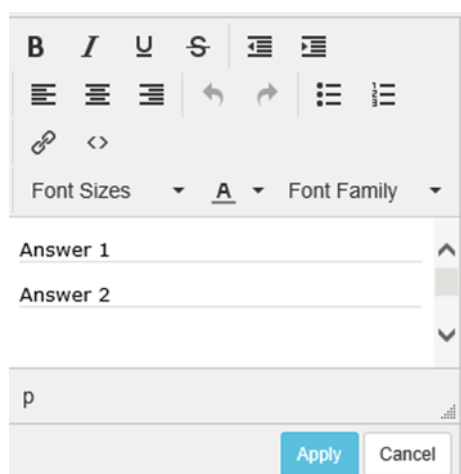 B I U S
Font Sizes A Font Family
Answer 1
Answer 2
p
Apply Cancel